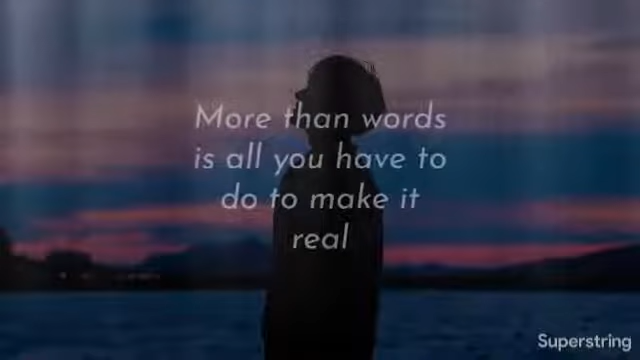 More than words
is all you have to
do to make it
real
Superstring